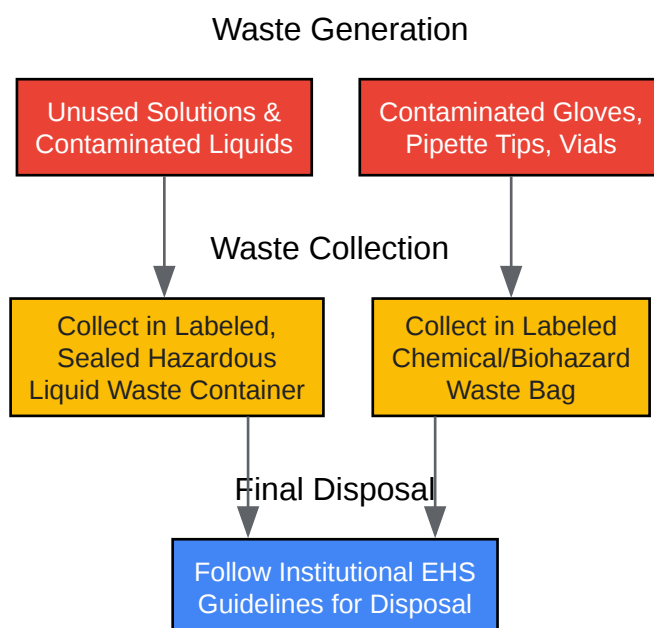 Waste Generation
Unused Solutions &
Contaminated Liquids
Contaminated Gloves,
Pipette Tips, Vials
Waste Collection
Collect in Labeled,
Sealed Hazardous
Liquid Waste Container
Collect in Labeled
Chemical/Biohazard
Waste Bag
Final Disposal
Follow Institutional EHS
Guidelines for Disposal